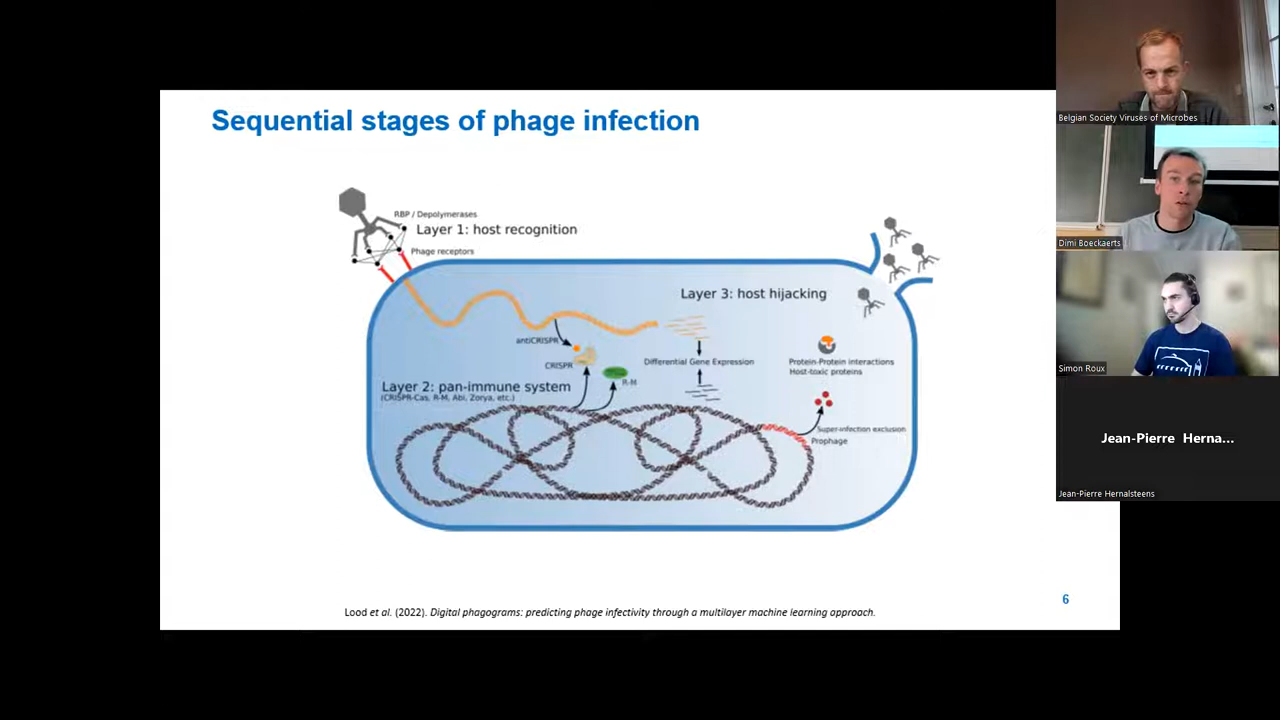 Sequential stages of phage infection
RBP / Depolymerases
Layer 1: host recognition
Phage receptors
Layer 3: host hijacking
antiCRISPR
CRISPR
R-M
Differential Gene Expression
Protein-Protein interactions
Host-toxic proteins
Layer 2: pan-immune system
(CRISPR-Cas, R-M, Abi, Zorya, etc.)
Super-infection exclusion
Prophage
Lood et al. (2022). Digital phagograms: predicting phage infectivity through a multilayer machine learning approach.
6
Belgian Society Viruses of Microbes
Dimi Boeckaerts
Simon Roux
Jean-Pierre Herna...
Jean-Pierre Hernalsteens